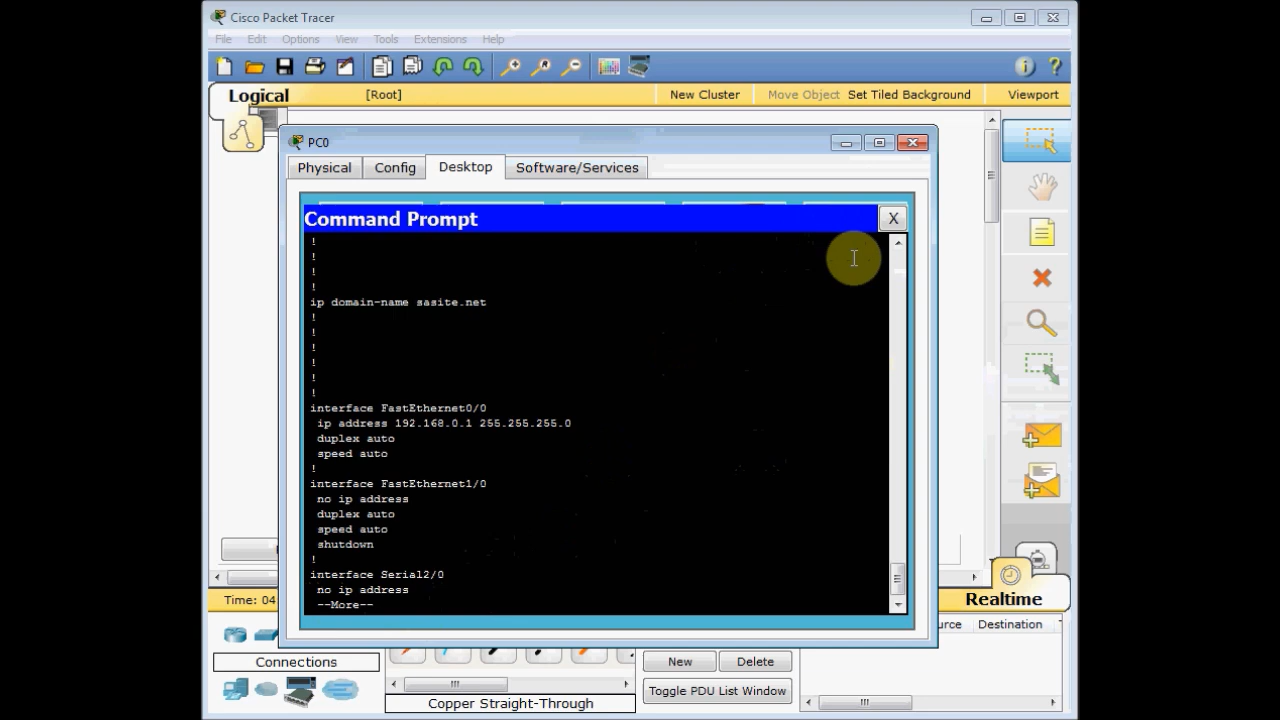 Cisco Packet Tracer
File Edit Options View Tools Extensions Help
Logical
[Root]
New Cluster
Move Object
Set Tiled Background
Viewport
PC0
Physical
Config
Desktop
Software/Services
Command Prompt
X
!
!
!
!
ip domain-name sasite.net
!
!
!
!
!
!
interface FastEthernet0/0
ip address 192.168.0.1 255.255.255.0
duplex auto
speed auto
!
interface FastEthernet1/0
no ip address
duplex auto
speed auto
shutdown
!
interface Serial2/0
no ip address
--More--
Time: 04
Realtime
Destination
Connections
New
Delete
Toggle PDU List Window
Copper Straight-Through